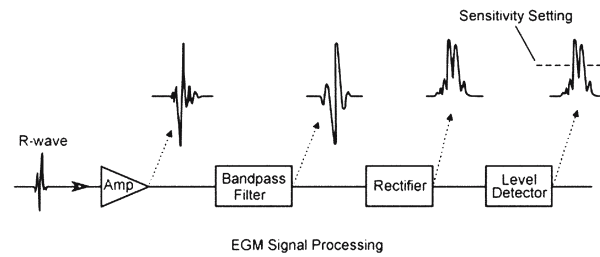 Sensitivity Setting
R-wave
Amp
Bandpass
Filter
Rectifier
Level
Detector
EGM Signal Processing